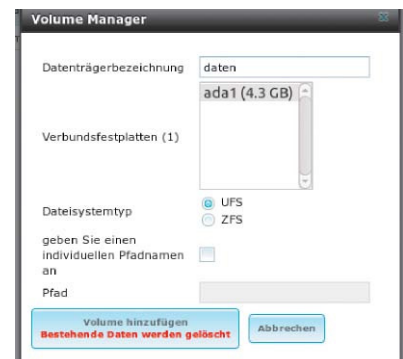 Volume Manager
Datenträgerbezeichnung
daten
Verbundsfestplatten (1)
ada1 (4.3 GB)
Dateisystemtyp
UFS
ZFS
geben Sie einen
individuellen Pfadnamen
an
Pfad
Volume hinzufügen
Bestehende Daten werden gelöscht
Abbrechen